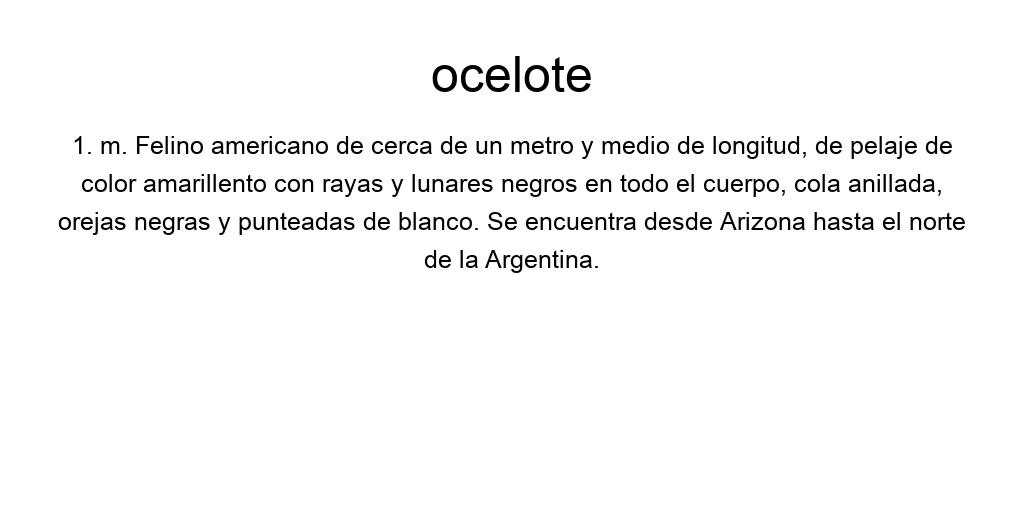 ocelote
1. m. Felino americano de cerca de un metro y medio de longitud, de pelaje de
color amarillento con rayas y lunares negros en todo el cuerpo, cola anillada,
orejas negras y punteadas de blanco. Se encuentra desde Arizona hasta el norte
de la Argentina.